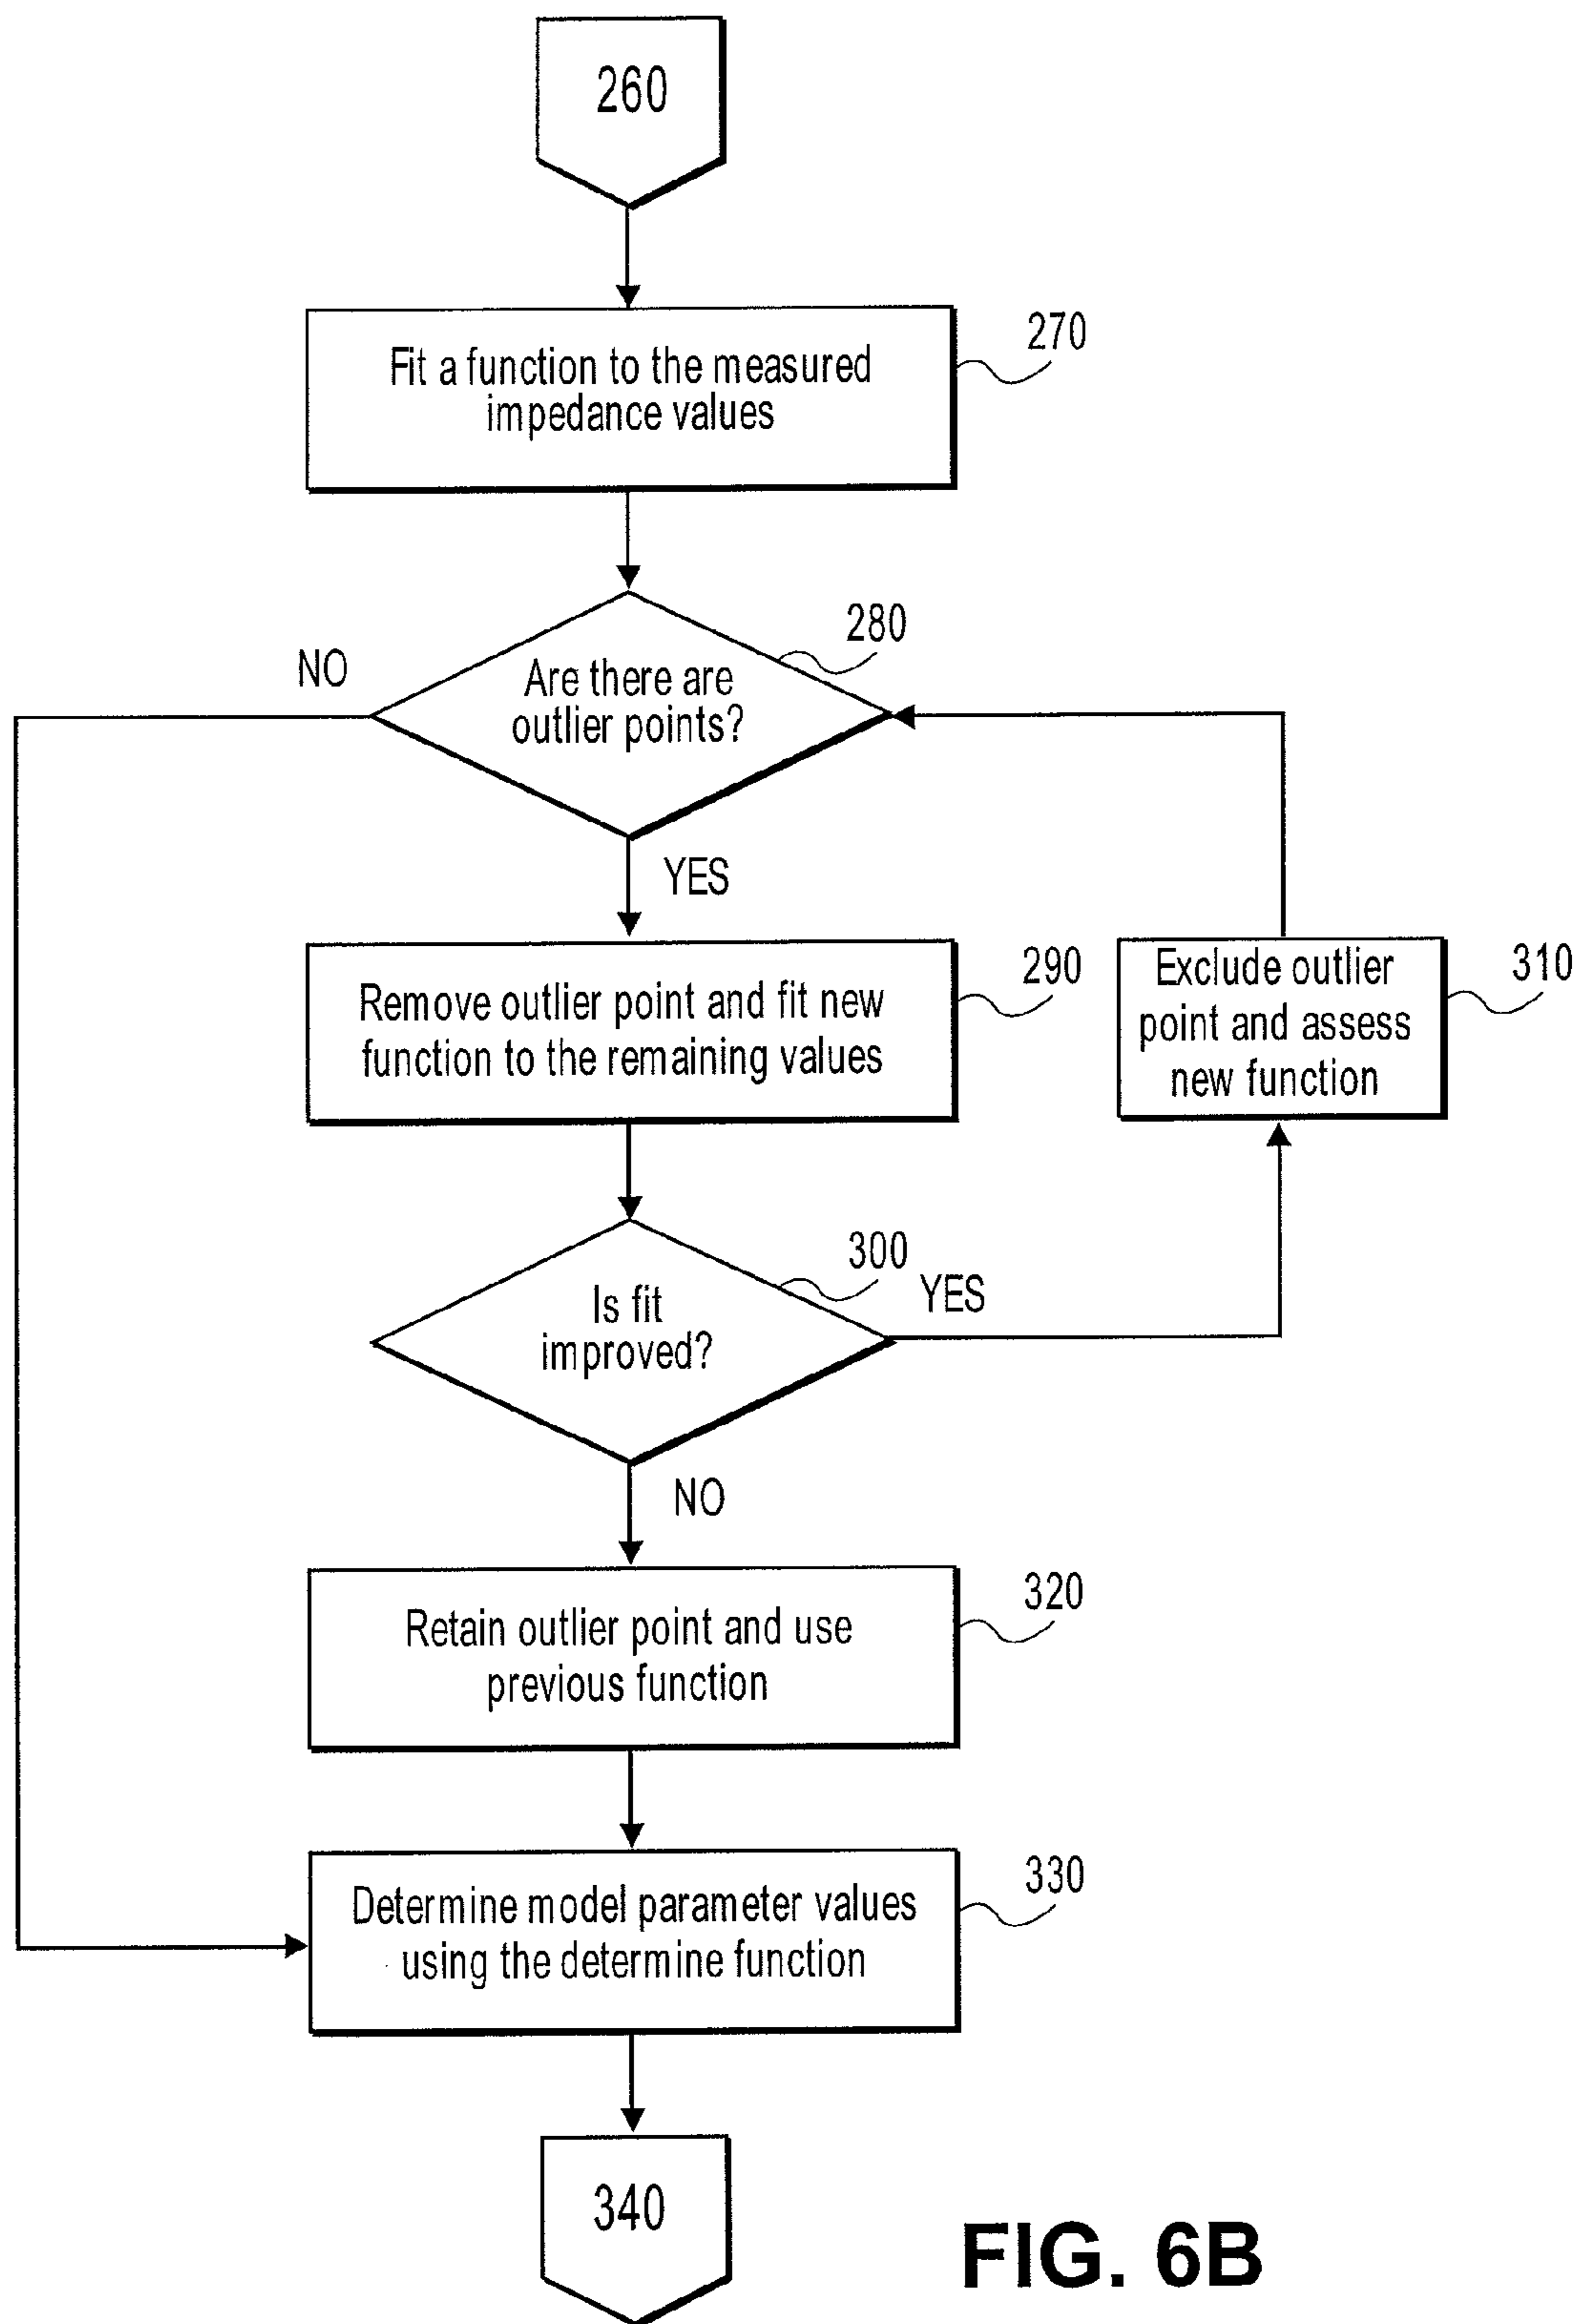 260
Fit a function to the measured
impedance values
270
Are there are
outlier points?
280
NO
YES
Remove outlier point and fit new
function to the remaining values
290
Exclude outlier
point and assess
new function
310
Is fit
improved?
300
YES
NO
Retain outlier point and use
previous function
320
Determine model parameter values
using the determine function
330
340
FIG. 6B